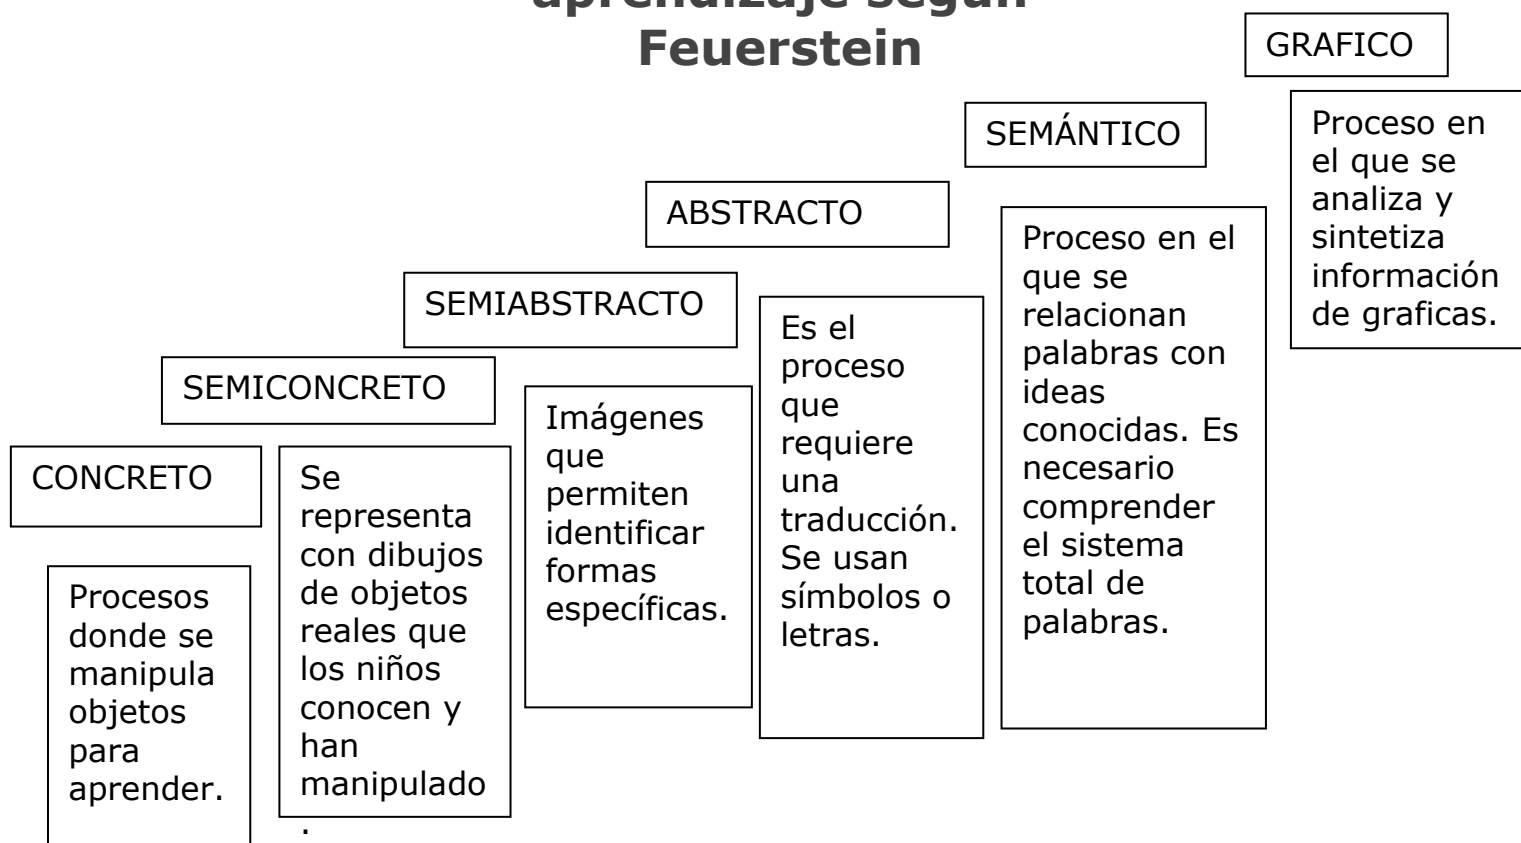 aprendizaje según
Feuerstein
GRAFICO
Proceso en
el que se
analiza y
sintetiza
información
de graficas.
SEMÁNTICO
Proceso en el
que se
relacionan
palabras con
ideas
conocidas. Es
necesario
comprender
el sistema
total de
palabras.
ABSTRACTO
Es el
proceso
que
requiere
una
traducción.
Se usan
símbolos o
letras.
SEMIABSTRACTO
Imágenes
que
permiten
identificar
formas
específicas.
SEMICONCRETO
Se
representa
con dibujos
de objetos
reales que
los niños
conocen y
han
manipulado
.
CONCRETO
Procesos
donde se
manipula
objetos
para
aprender.